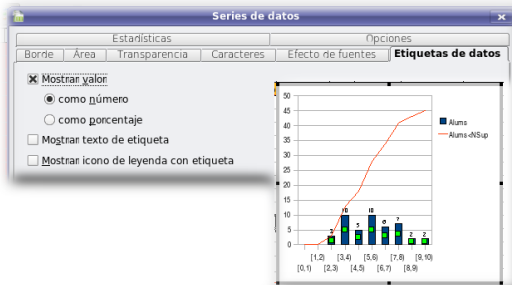 Series de datos
Estadísticas Opciones
Borde Área Transparencia Caracteres Efecto de fuentes Etiquetas de datos
Mostrar valor
como número
como porcentaje
Mostrar texto de etiqueta
Mostrar icono de leyenda con etiqueta
50
45
40
35
30
25
20
15
10
5
0
3 10 5 10 6 7 2 2
Alums
Alums<NSup
[1,2) [3,4) [5,6) [7,8) [9,10)
[0,1) [2,3) [4,5) [6,7) [8,9)